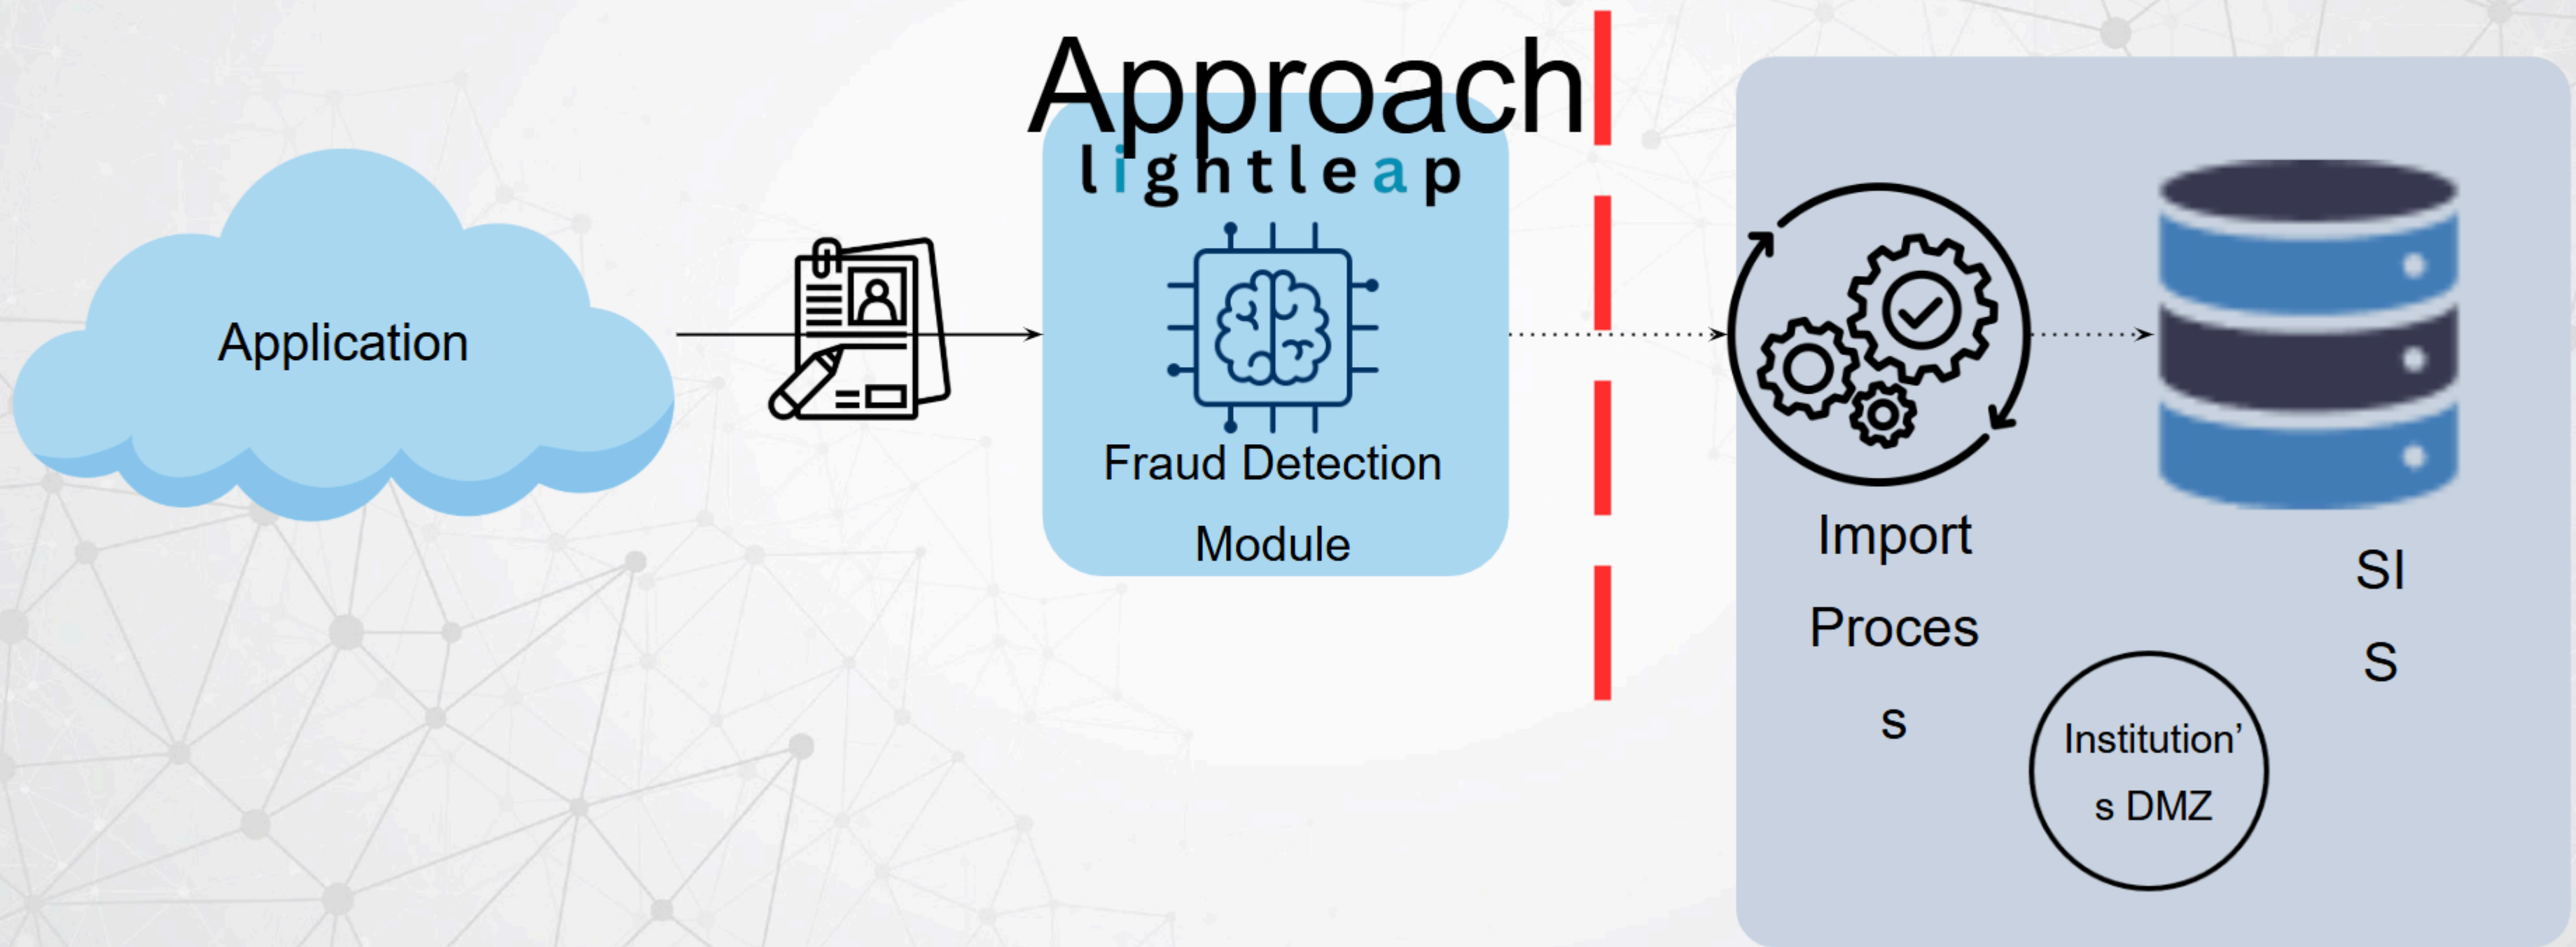 Approach
lightleap
Application
Fraud Detection
Module
Import
Proces
s
SI
S
Institution’
s DMZ